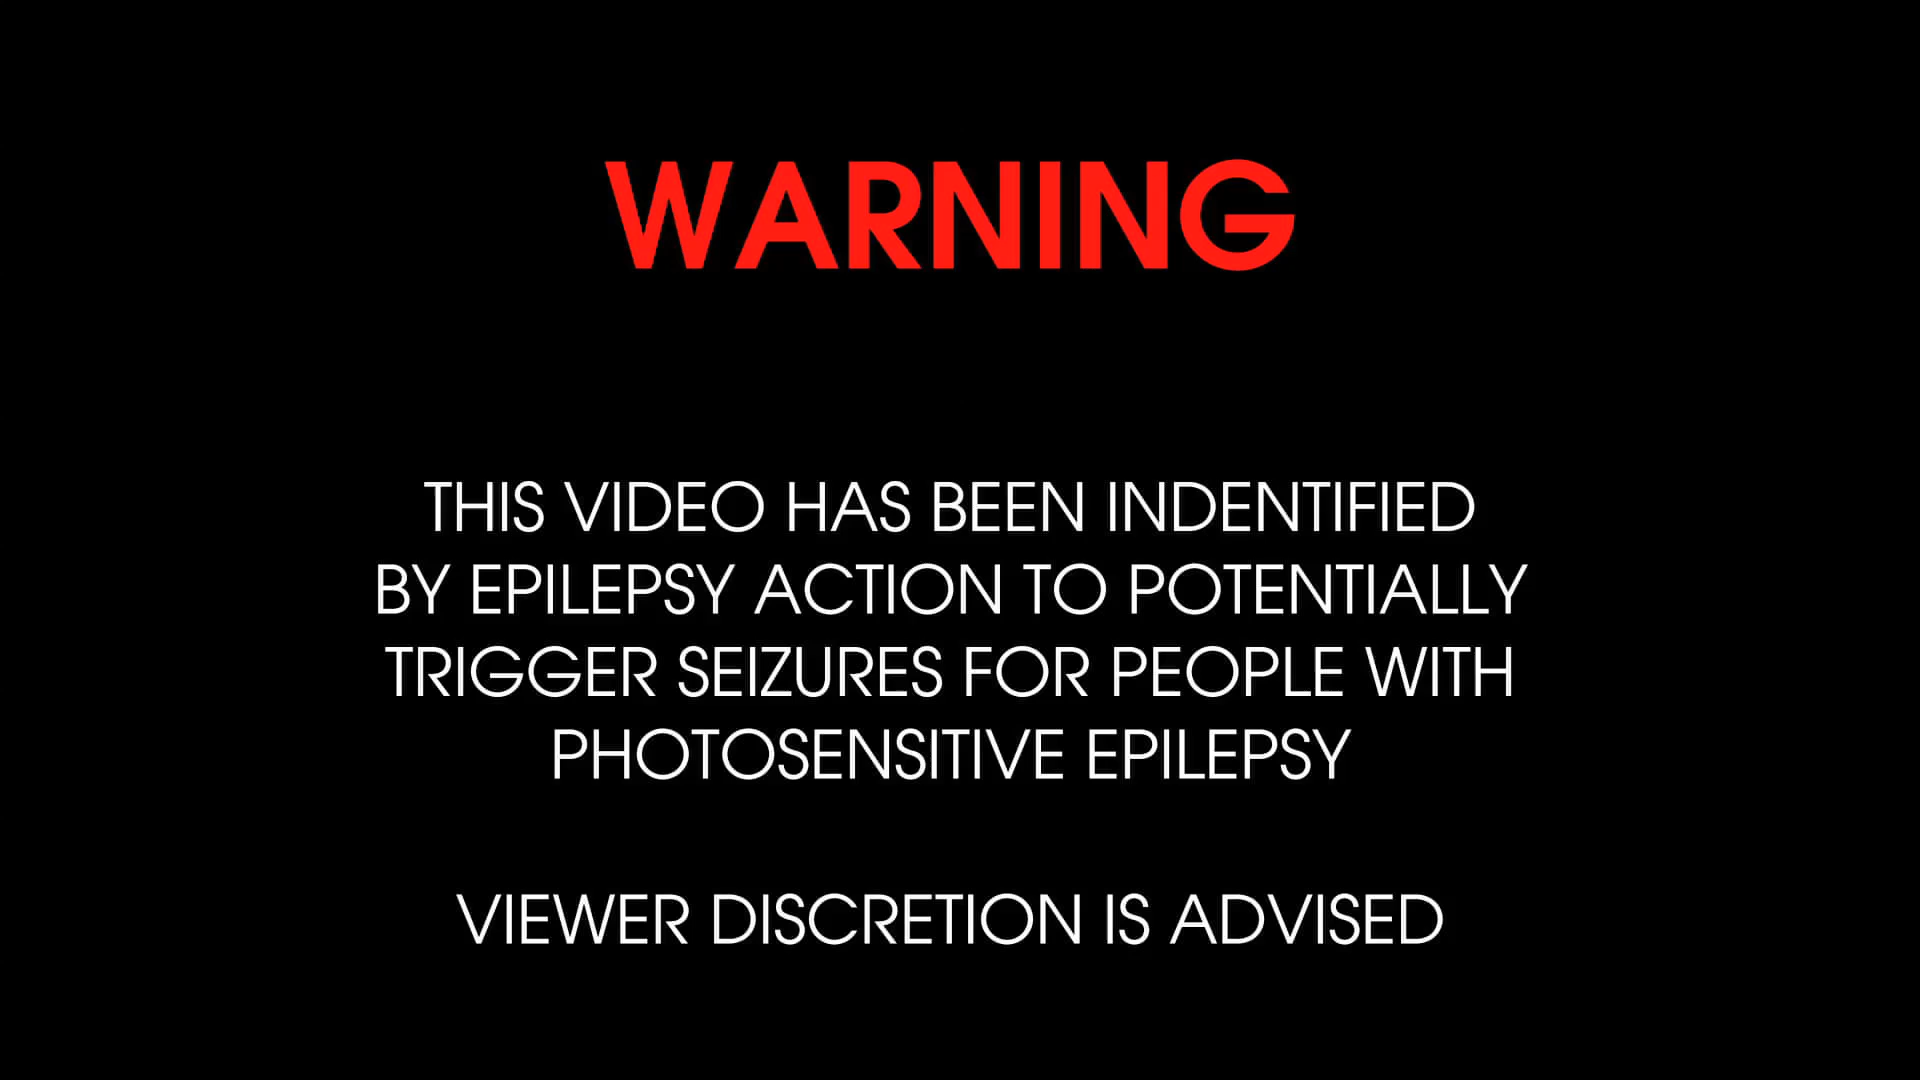 WARNING
THIS VIDEO HAS BEEN INDENTIFIED
BY EPILEPSY ACTION TO POTENTIALLY
TRIGGER SEIZURES FOR PEOPLE WITH
PHOTOSENSITIVE EPILEPSY
VIEWER DISCRETION IS ADVISED